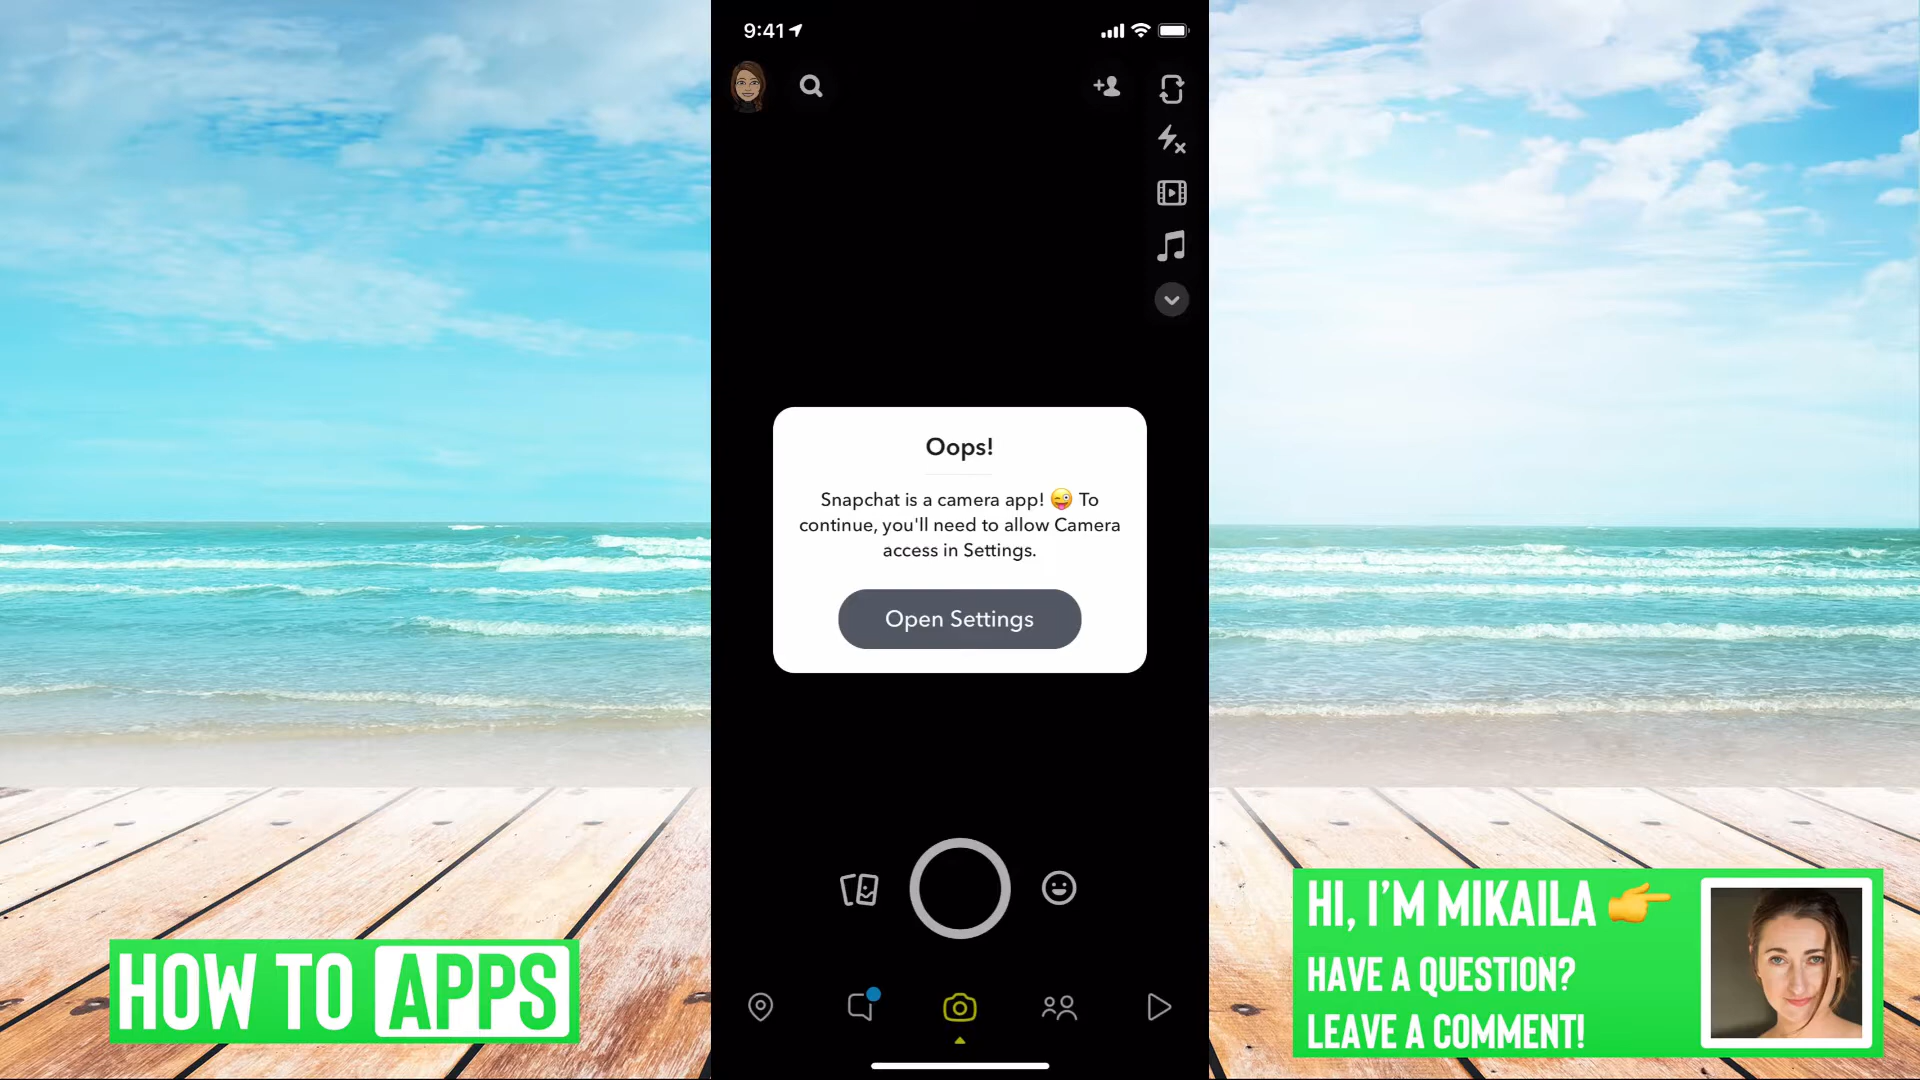 9:41
Oops!
Snapchat is a camera app! 😜 To
continue, you'll need to allow Camera
access in Settings.
Open Settings
HOW TO APPS
HI, I'M MIKAILA 👉
HAVE A QUESTION?
LEAVE A COMMENT!